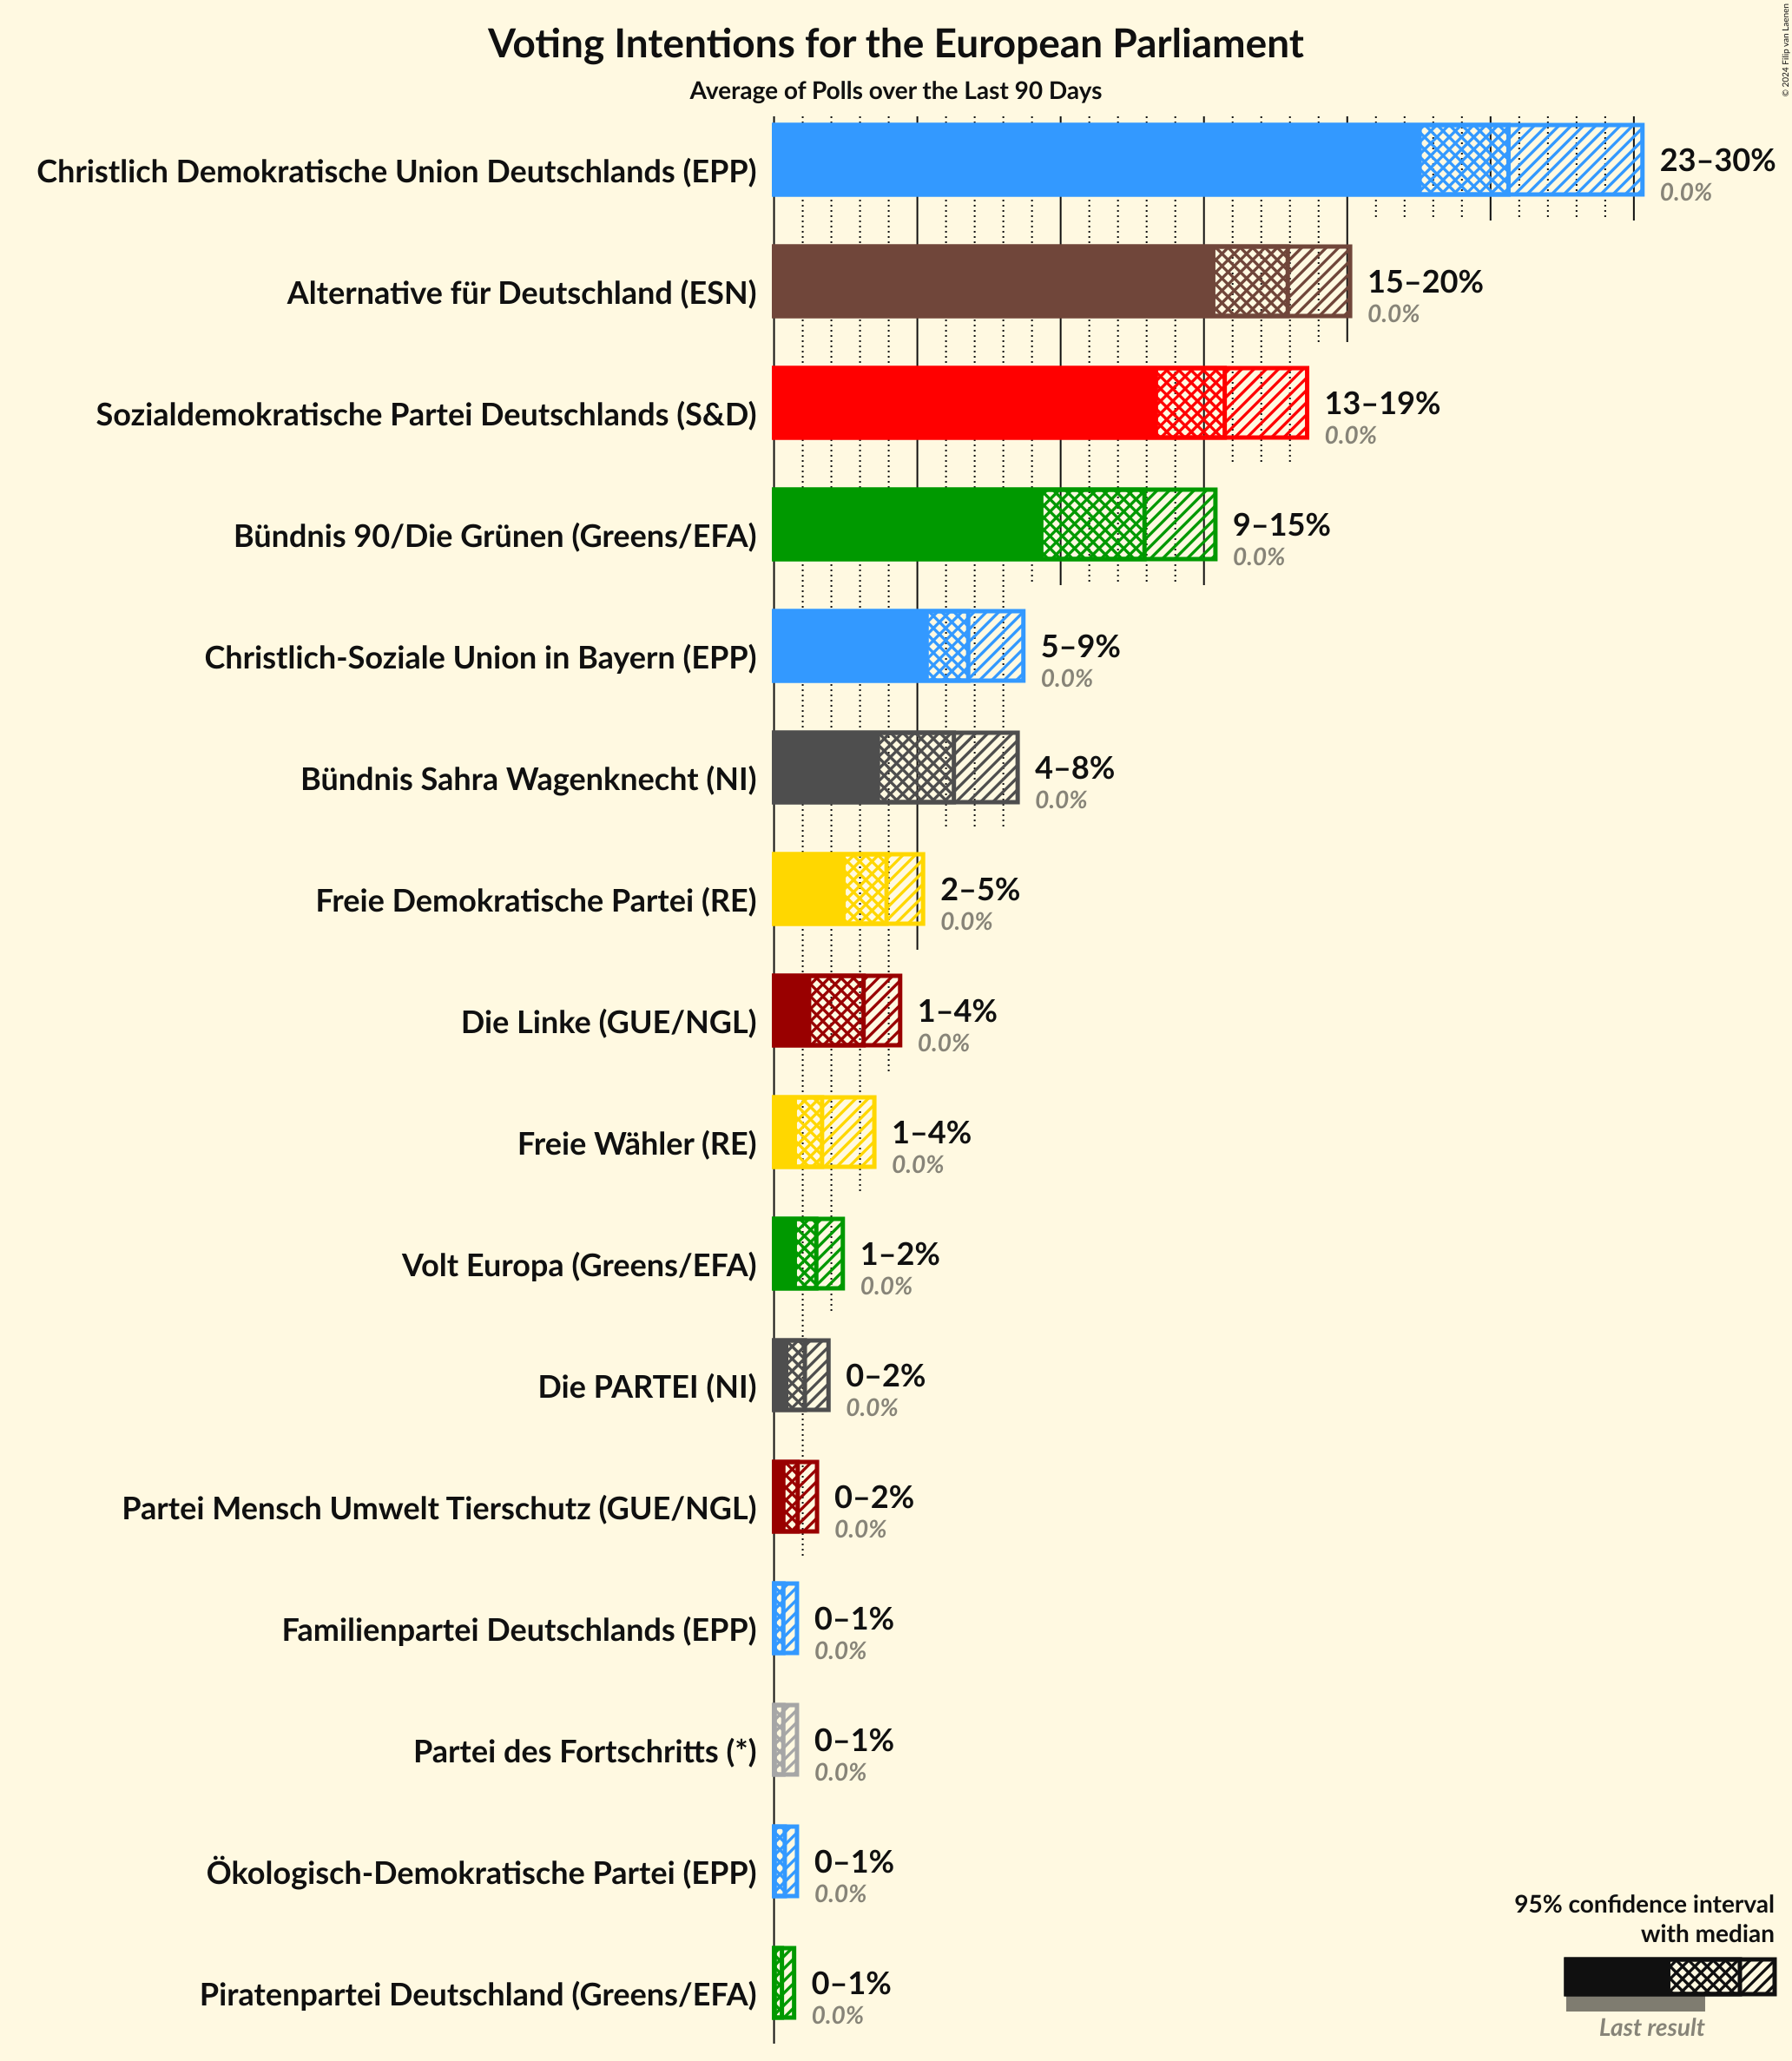 Voting Intentions for the European Parliament
Average of Polls over the Last 90 Days
© 2024 Filip van Laenen
Christlich Demokratische Union Deutschlands (EPP)
23–30%
0.0%
Alternative für Deutschland (ESN)
15–20%
0.0%
Sozialdemokratische Partei Deutschlands (S&D)
13–19%
0.0%
Bündnis 90/Die Grünen (Greens/EFA)
9–15%
0.0%
Christlich-Soziale Union in Bayern (EPP)
5–9%
0.0%
Bündnis Sahra Wagenknecht (NI)
4–8%
0.0%
Freie Demokratische Partei (RE)
2–5%
0.0%
Die Linke (GUE/NGL)
1–4%
0.0%
Freie Wähler (RE)
1–4%
0.0%
Volt Europa (Greens/EFA)
1–2%
0.0%
Die PARTEI (NI)
0–2%
0.0%
Partei Mensch Umwelt Tierschutz (GUE/NGL)
0–2%
0.0%
Familienpartei Deutschlands (EPP)
0–1%
0.0%
Partei des Fortschritts (*)
0–1%
0.0%
Ökologisch-Demokratische Partei (EPP)
0–1%
0.0%
Piratenpartei Deutschland (Greens/EFA)
0–1%
0.0%
95% confidence interval
with median
Last result